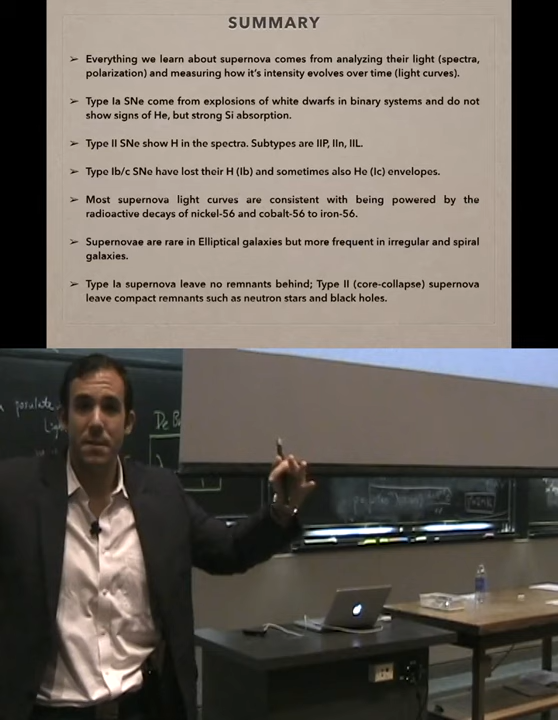 SUMMARY
➢ Everything we learn about supernova comes from analyzing their light (spectra,
polarization) and measuring how it's intensity evolves over time (light curves).
➢ Type Ia SNe come from explosions of white dwarfs in binary systems and do not
show signs of He, but strong Si absorption.
➢ Type II SNe show H in the spectra. Subtypes are IIP, IIn, IIL.
➢ Type Ib/c SNe have lost their H (Ib) and sometimes also He (Ic) envelopes.
➢ Most supernova light curves are consistent with being powered by the
radioactive decays of nickel-56 and cobalt-56 to iron-56.
➢ Supernovae are rare in Elliptical galaxies but more frequent in irregular and spiral
galaxies.
➢ Type Ia supernova leave no remnants behind; Type II (core-collapse) supernova
leave compact remnants such as neutron stars and black holes.
populate
De B